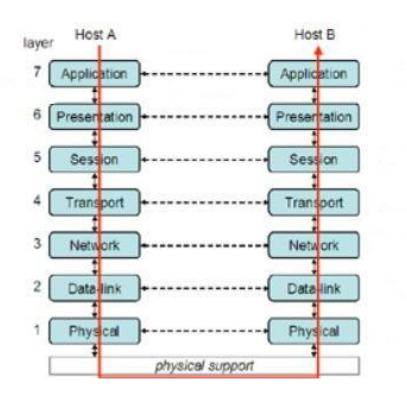 layer Host A Host B
7 Application Application
6 Presentation Presentation
5 Session Session
4 Transport Transport
3 Network Network
2 Data-link Data-link
1 Physical Physical
physical support